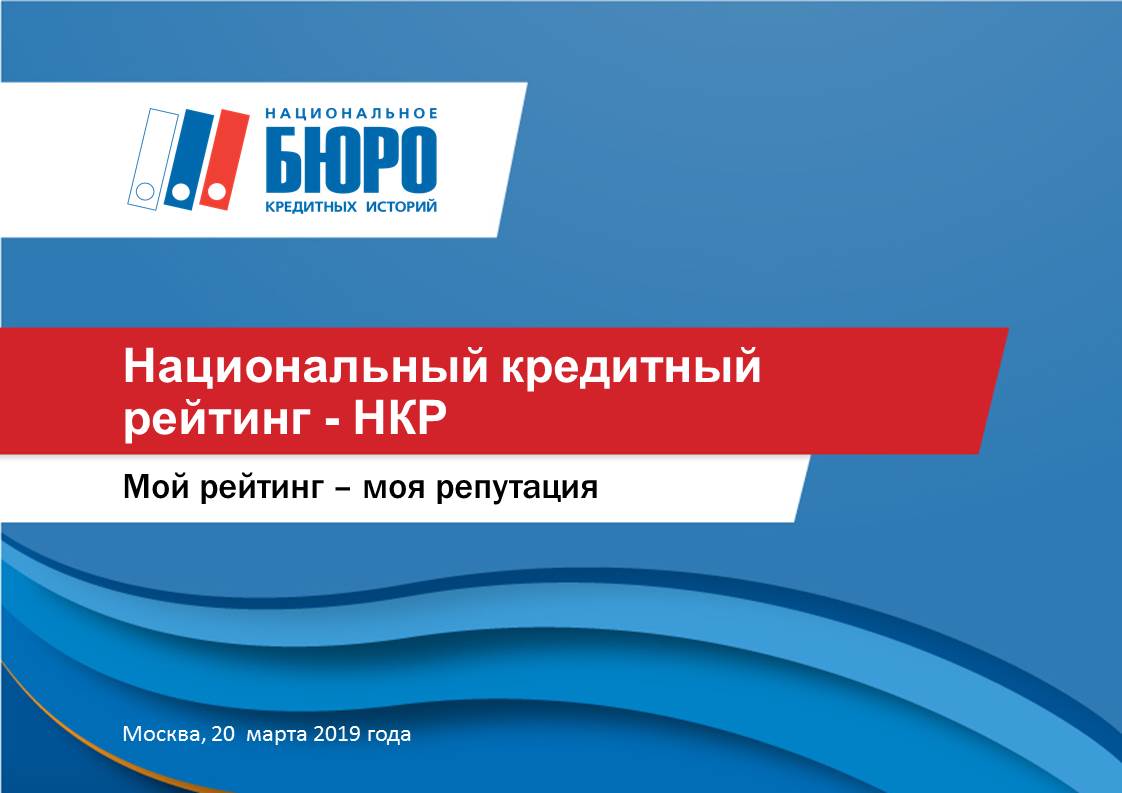 НАЦИОНАЛЬНОЕ
БЮРО
КРЕДИТНЫХ ИСТОРИЙ
Национальный кредитный
рейтинг - НКР
Мой рейтинг – моя репутация
Москва, 20 марта 2019 года